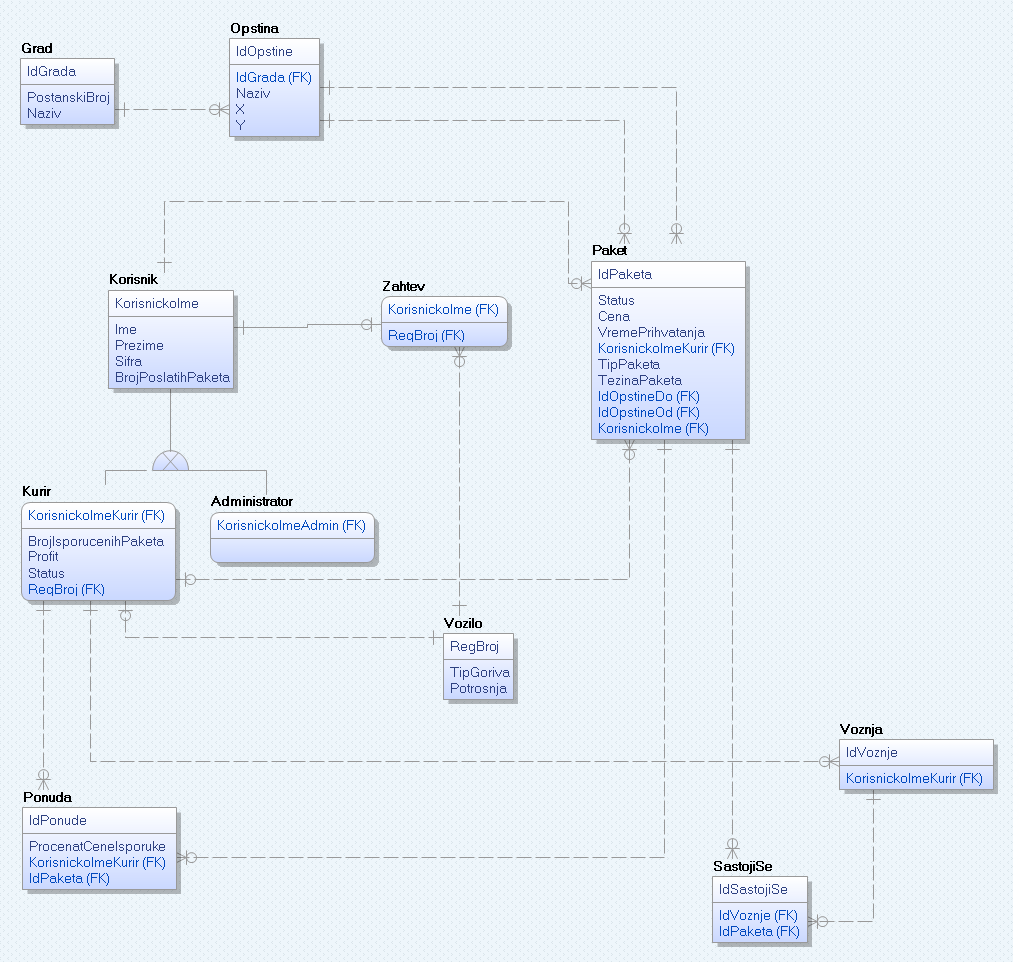 Grad
IdGrada
PostanskiBroj
Naziv
Opstina
IdOpstine
IdGrada (FK)
Naziv
X
Y
Korisnik
KorisnickoIme
Ime
Prezime
Sifra
BrojPoslatihPaketa
Zahtev
KorisnickoIme (FK)
RegBroj (FK)
Paket
IdPaketa
Status
Cena
VremePrihvatanja
KorisnickoImeKurir (FK)
TipPaketa
TezinaPaketa
IdOpstineDo (FK)
IdOpstineOd (FK)
KorisnickoIme (FK)
Kurir
KorisnickoImeKurir (FK)
BrojIsporucenihPaketa
Profit
Status
RegBroj (FK)
Administrator
KorisnickoImeAdmin (FK)
Vozilo
RegBroj
TipGoriva
Potrosnja
Voznja
IdVoznje
KorisnickoImeKurir (FK)
Ponuda
IdPonude
ProcenatCeneIsporuke
KorisnickoImeKurir (FK)
IdPaketa (FK)
SastojiSe
IdSastojiSe
IdVoznje (FK)
IdPaketa (FK)